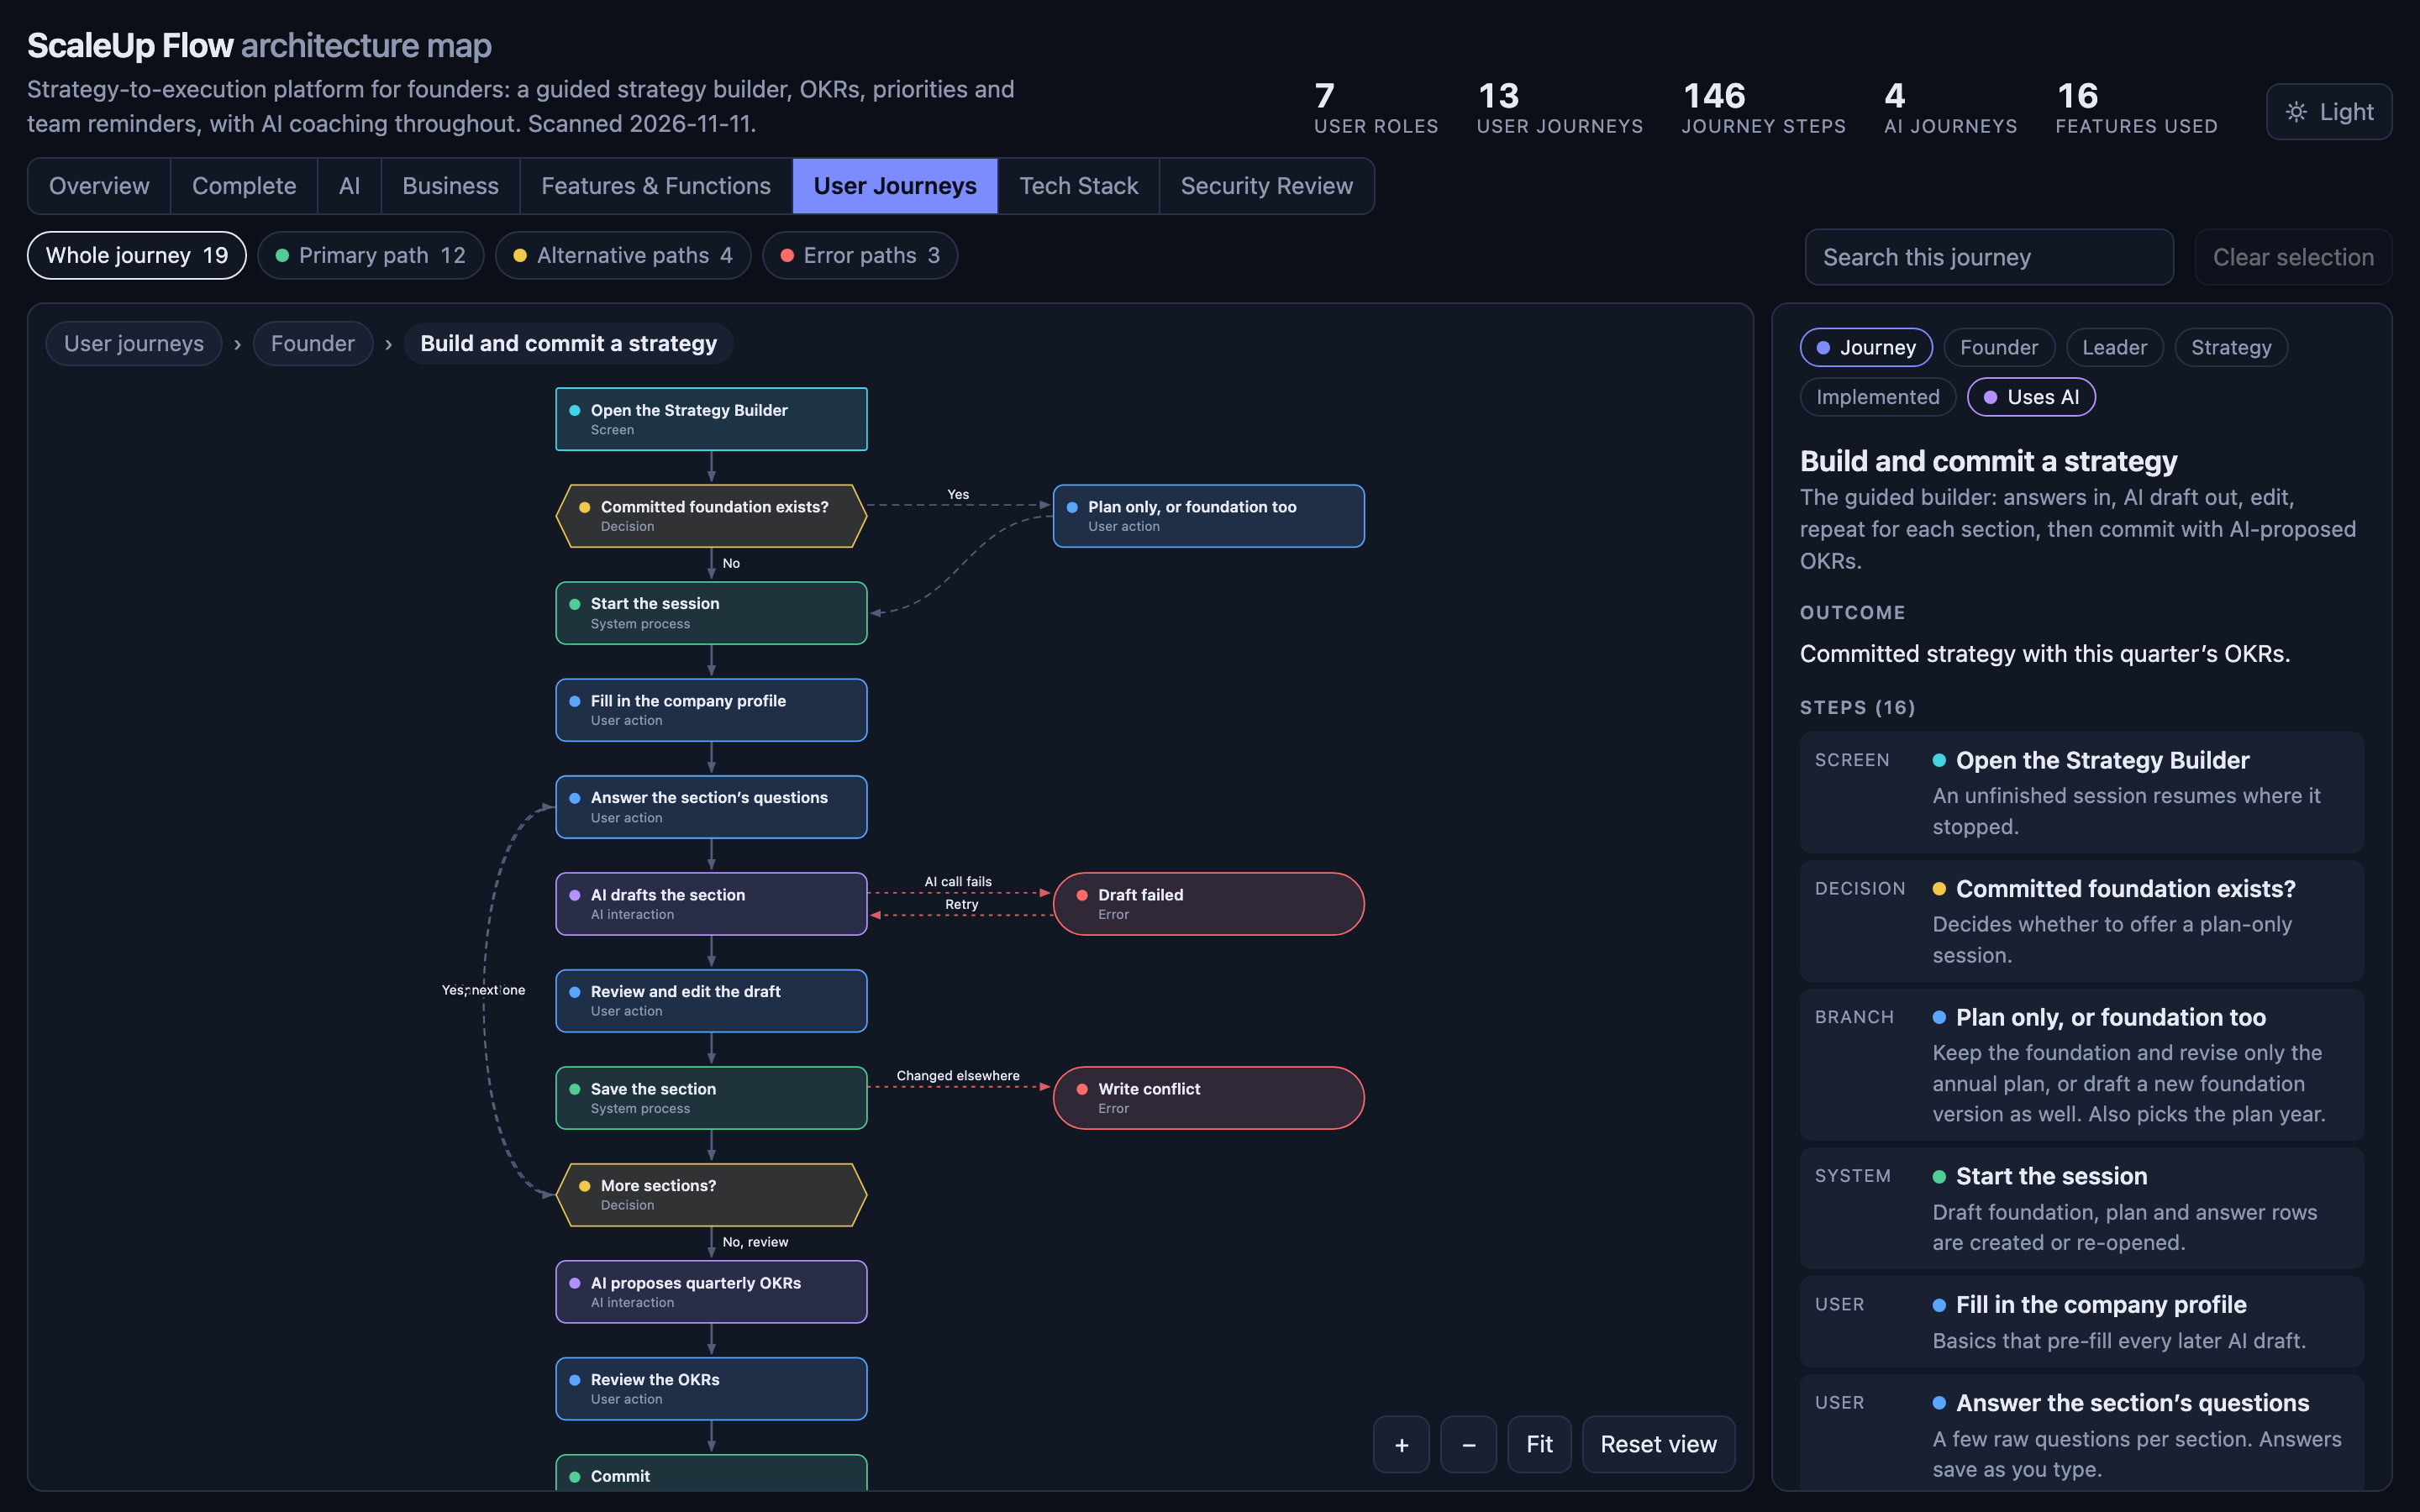 ScaleUp Flow architecture map
Strategy-to-execution platform for founders: a guided strategy builder, OKRs, priorities and
team reminders, with AI coaching throughout. Scanned 2026-11-11.
7
USER ROLES
13
USER JOURNEYS
146
JOURNEY STEPS
4
AI JOURNEYS
16
FEATURES USED
Light
Overview
Complete
AI
Business
Features & Functions
User Journeys
Tech Stack
Security Review
Whole journey 19
Primary path 12
Alternative paths 4
Error paths 3
Search this journey
Clear selection
User journeys › Founder › Build and commit a strategy
Open the Strategy Builder
Screen
Committed foundation exists?
Decision
Yes
Plan only, or foundation too
User action
No
Start the session
System process
Fill in the company profile
User action
Answer the section’s questions
User action
AI drafts the section
AI interaction
AI call fails
Retry
Draft failed
Error
Yes, next one
Review and edit the draft
User action
Save the section
System process
Changed elsewhere
Write conflict
Error
More sections?
Decision
No, review
AI proposes quarterly OKRs
AI interaction
Review the OKRs
User action
Commit
+
−
Fit
Reset view
Journey
Founder
Leader
Strategy
Implemented
Uses AI
Build and commit a strategy
The guided builder: answers in, AI draft out, edit,
repeat for each section, then commit with AI-proposed
OKRs.
OUTCOME
Committed strategy with this quarter’s OKRs.
STEPS (16)
SCREEN
Open the Strategy Builder
An unfinished session resumes where it
stopped.
DECISION
Committed foundation exists?
Decides whether to offer a plan-only
session.
BRANCH
Plan only, or foundation too
Keep the foundation and revise only the
annual plan, or draft a new foundation
version as well. Also picks the plan year.
SYSTEM
Start the session
Draft foundation, plan and answer rows
are created or re-opened.
USER
Fill in the company profile
Basics that pre-fill every later AI draft.
USER
Answer the section’s questions
A few raw questions per section. Answers
save as you type.